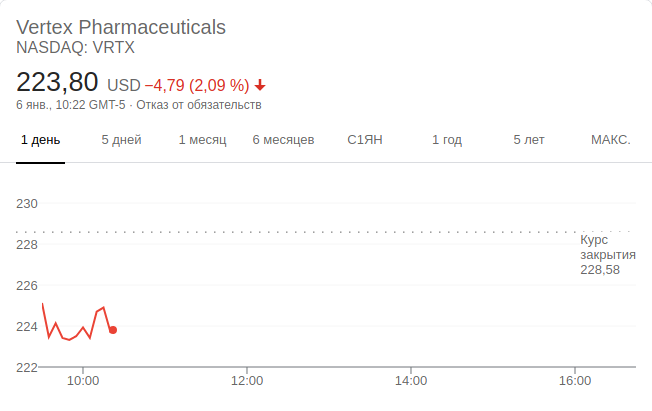 Vertex Pharmaceuticals
NASDAQ: VRTX
223,80 USD −4,79 (2,09 %)
6 янв., 10:22 GMT-5 · Отказ от обязательств
1 день 5 дней 1 месяц 6 месяцев С1ЯН 1 год 5 лет МАКС.
230
228
Курс
закрытия
228,58
226
224
222
10:00 12:00 14:00 16:00